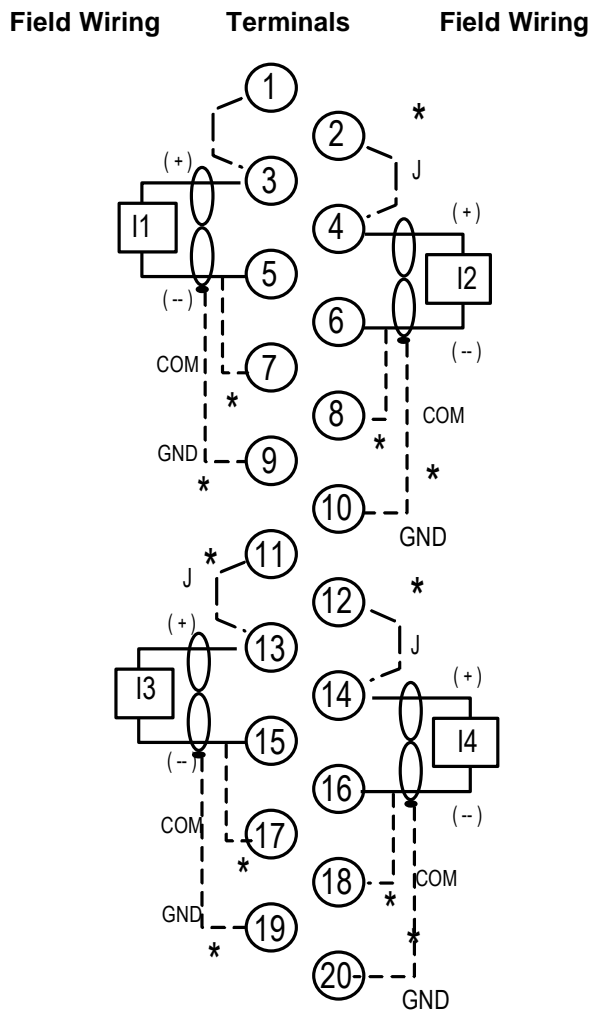 Field Wiring Terminals Field Wiring
1
*
2
J
(+)
3
4
(+)
I1
I2
5
6
(--)
(--)
COM
7
*
8
COM
*
GND
9
*
*
10
GND
11
*
J
12
*
(+)
13
J
14
(+)
I3
I4
15
16
(--)
(--)
COM
17
*
18
COM
*
GND
19
*
*
20
GND